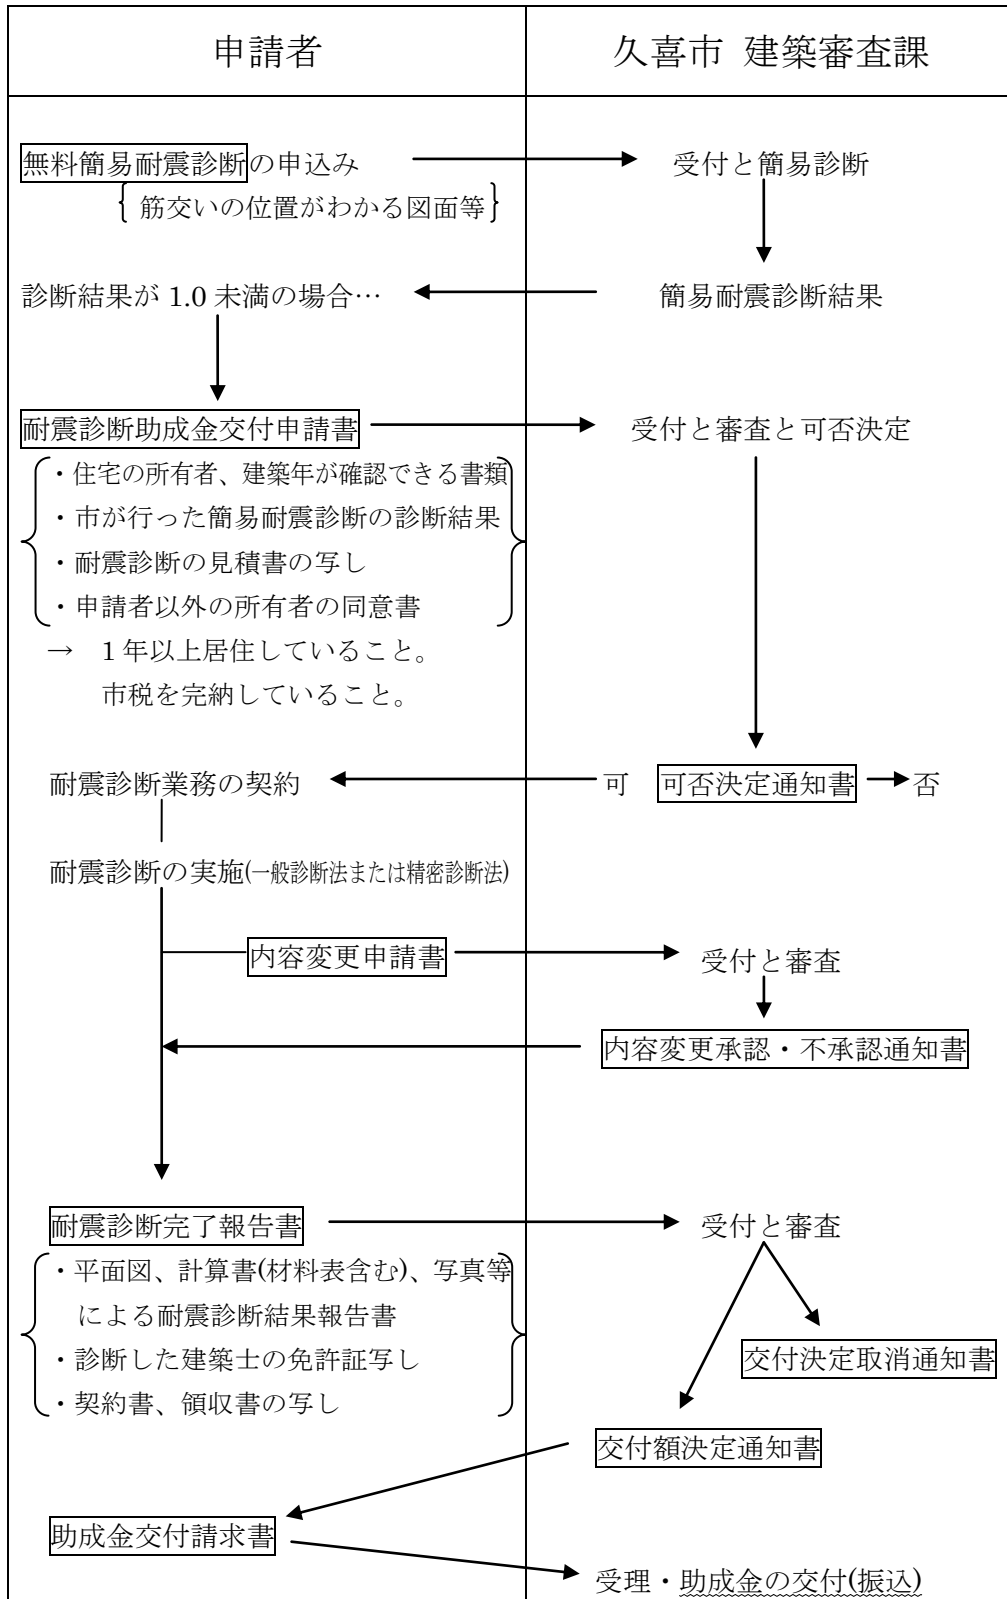 申請者 久喜市 建築審査課
無料簡易耐震診断の申込み 受付と簡易診断
筋交いの位置がわかる図面等
診断結果が 1.0 未満の場合… 簡易耐震診断結果
耐震診断助成金交付申請書 受付と審査と可否決定
・住宅の所有者、建築年が確認できる書類
・市が行った簡易耐震診断の診断結果
・耐震診断の見積書の写し
・申請者以外の所有者の同意書
→ 1年以上居住していること。
市税を完納していること。
耐震診断業務の契約 可 可否決定通知書 否
耐震診断の実施(一般診断法または精密診断法)
内容変更申請書 受付と審査
内容変更承認・不承認通知書
耐震診断完了報告書 受付と審査
・平面図、計算書(材料表含む)、写真等
による耐震診断結果報告書
・診断した建築士の免許証写し
・契約書、領収書の写し
交付決定取消通知書
交付額決定通知書
助成金交付請求書
受理・助成金の交付(振込)